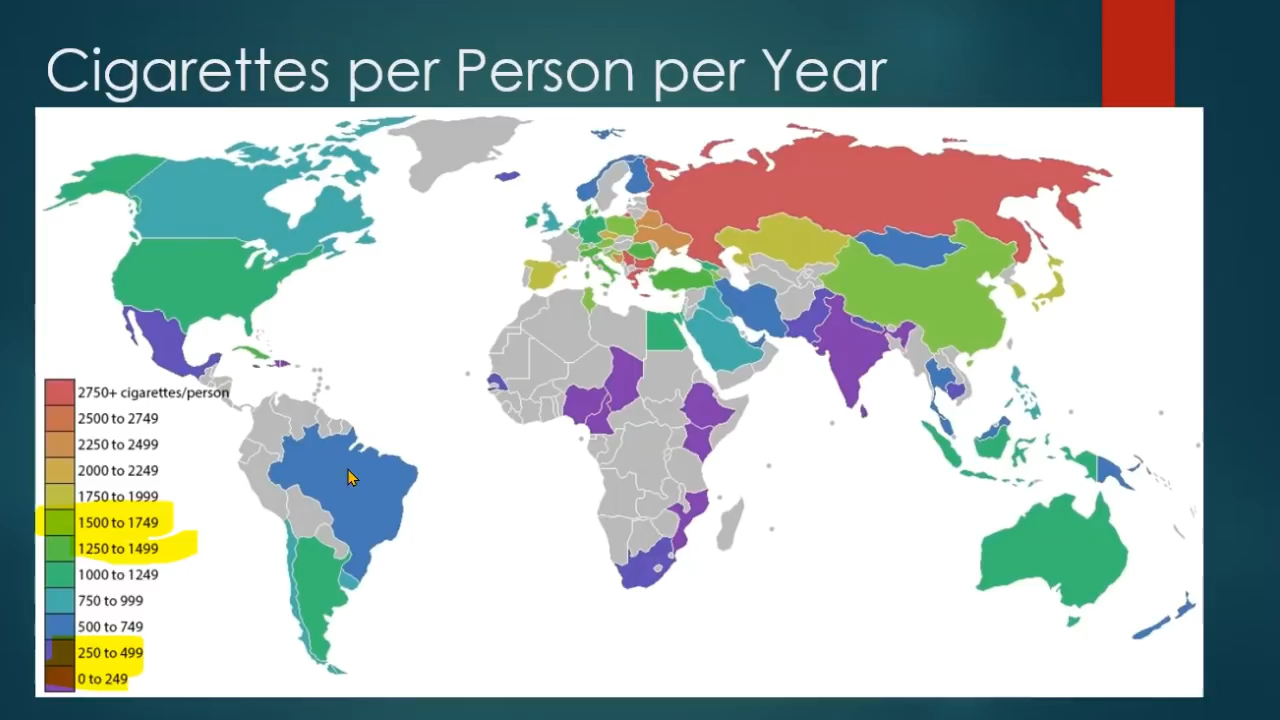 Cigarettes per Person per Year
2750+ cigarettes/person
2500 to 2749
2250 to 2499
2000 to 2249
1750 to 1999
1500 to 1749
1250 to 1499
1000 to 1249
750 to 999
500 to 749
250 to 499
0 to 249